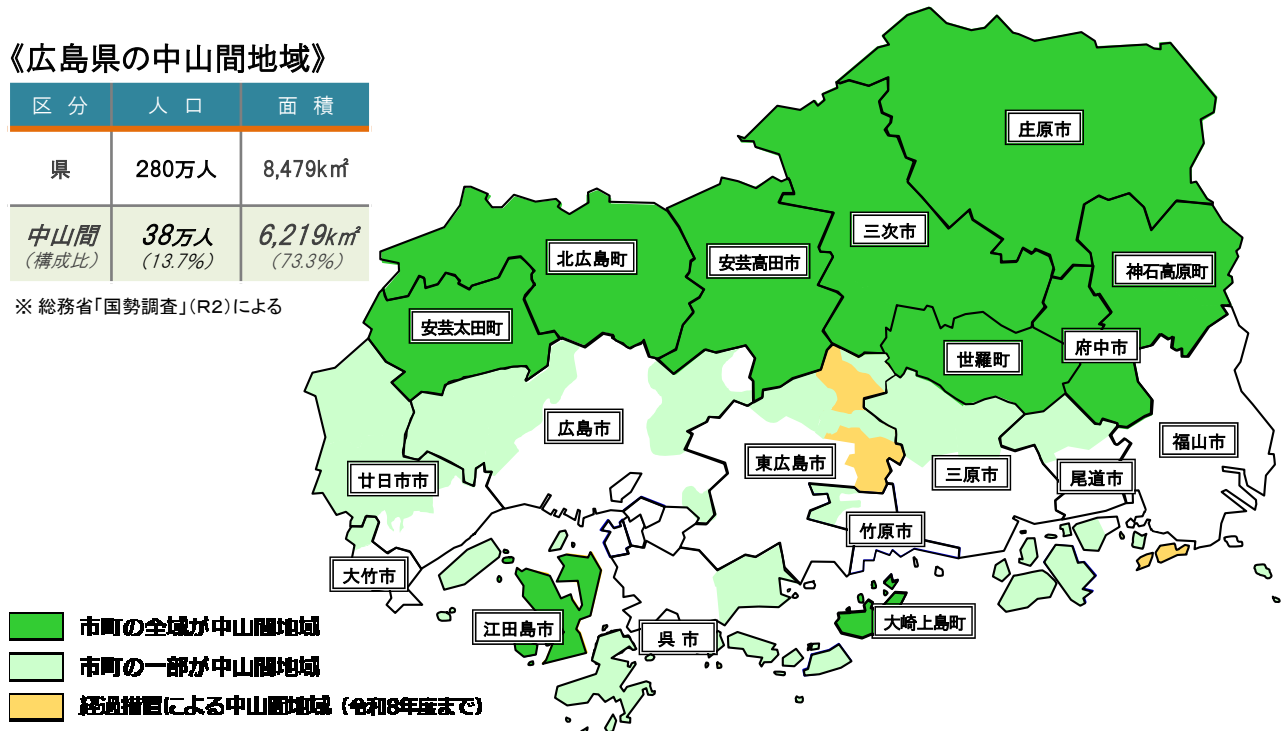 《広島県の中山間地域》
区 分 人 口 面 積
県 280万人 8,479k㎡
中山間 38万人 6,219k㎡
(構成比) (13.7%) (73.3%)
※ 総務省「国勢調査」(R2)による
庄原市
三次市
北広島町
安芸高田市
神石高原町
安芸太田町
府中市
世羅町
広島市
福山市
東広島市
三原市
尾道市
廿日市市
竹原市
大竹市
江田島市
呉 市
大崎上島町
市町の全域が中山間地域
市町の一部が中山間地域
経過措置による中山間地域 (令和8年度まで)